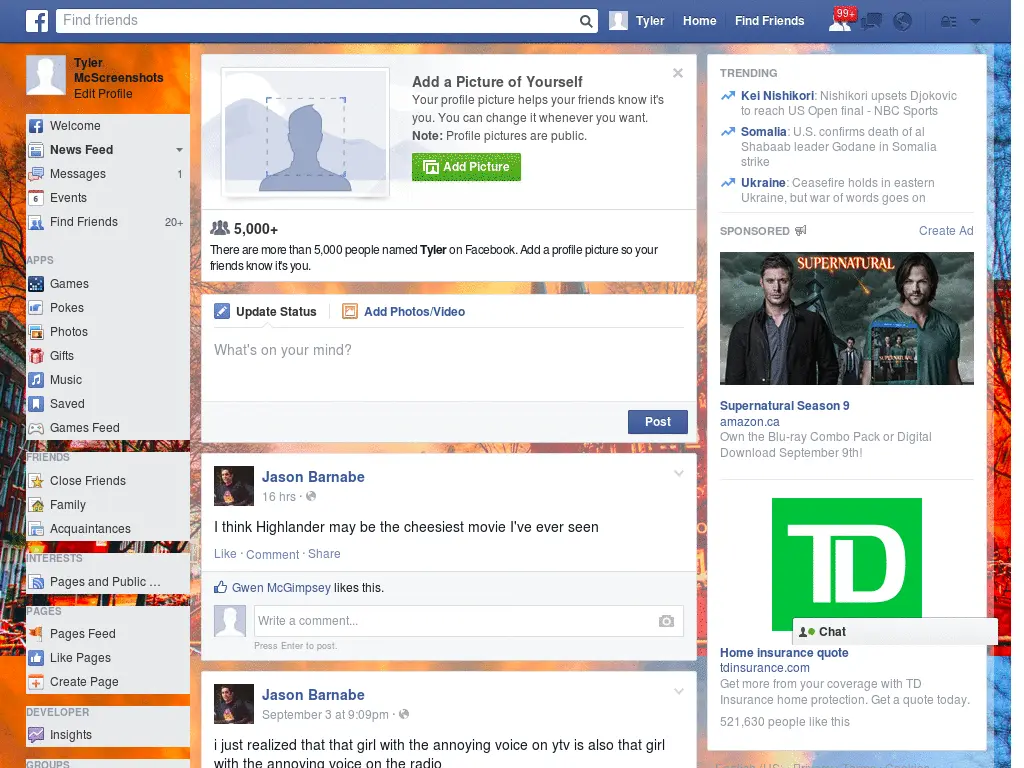 Find friends
Tyler
Home
Find Friends
99+
Tyler
McScreenshots
Edit Profile
Welcome
News Feed
Messages 1
6 Events
Find Friends 20+
APPS
Games
Pokes
Photos
Gifts
Music
Saved
Games Feed
FRIENDS
Close Friends
Family
Acquaintances
INTERESTS
Pages and Public ...
PAGES
Pages Feed
Like Pages
Create Page
DEVELOPER
Insights
GROUPS
Add a Picture of Yourself
Your profile picture helps your friends know it's
you. You can change it whenever you want.
Note: Profile pictures are public.
Add Picture
5,000+
There are more than 5,000 people named Tyler on Facebook. Add a profile picture so your
friends know it's you.
Update Status
Add Photos/Video
What's on your mind?
Post
Jason Barnabe
16 hrs ·
I think Highlander may be the cheesiest movie I've ever seen
Like · Comment · Share
Gwen McGimpsey likes this.
Write a comment...
Press Enter to post.
Jason Barnabe
September 3 at 9:09pm ·
i just realized that that girl with the annoying voice on ytv is also that girl
with the annoying voice on the radio
TRENDING
Kei Nishikori: Nishikori upsets Djokovic
to reach US Open final - NBC Sports
Somalia: U.S. confirms death of al
Shabaab leader Godane in Somalia
strike
Ukraine: Ceasefire holds in eastern
Ukraine, but war of words goes on
SPONSORED
Create Ad
SUPERNATURAL
Supernatural Season 9
amazon.ca
Own the Blu-ray Combo Pack or Digital
Download September 9th!
TD
Chat
Home insurance quote
tdinsurance.com
Get more from your coverage with TD
Insurance home protection. Get a quote today.
521,630 people like this